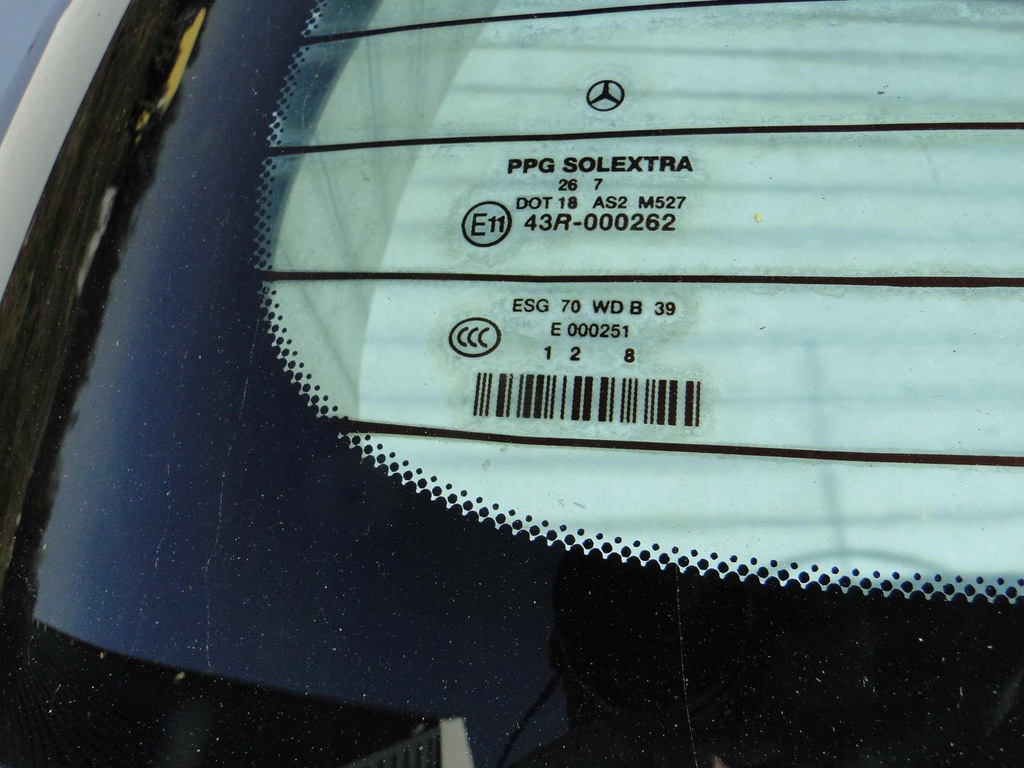 PPG SOLEXTRA
26 7
DOT 18 AS2 M527
E11 43R-000262
ESG 70 WD B 39
CCC E 000251
1 2 8